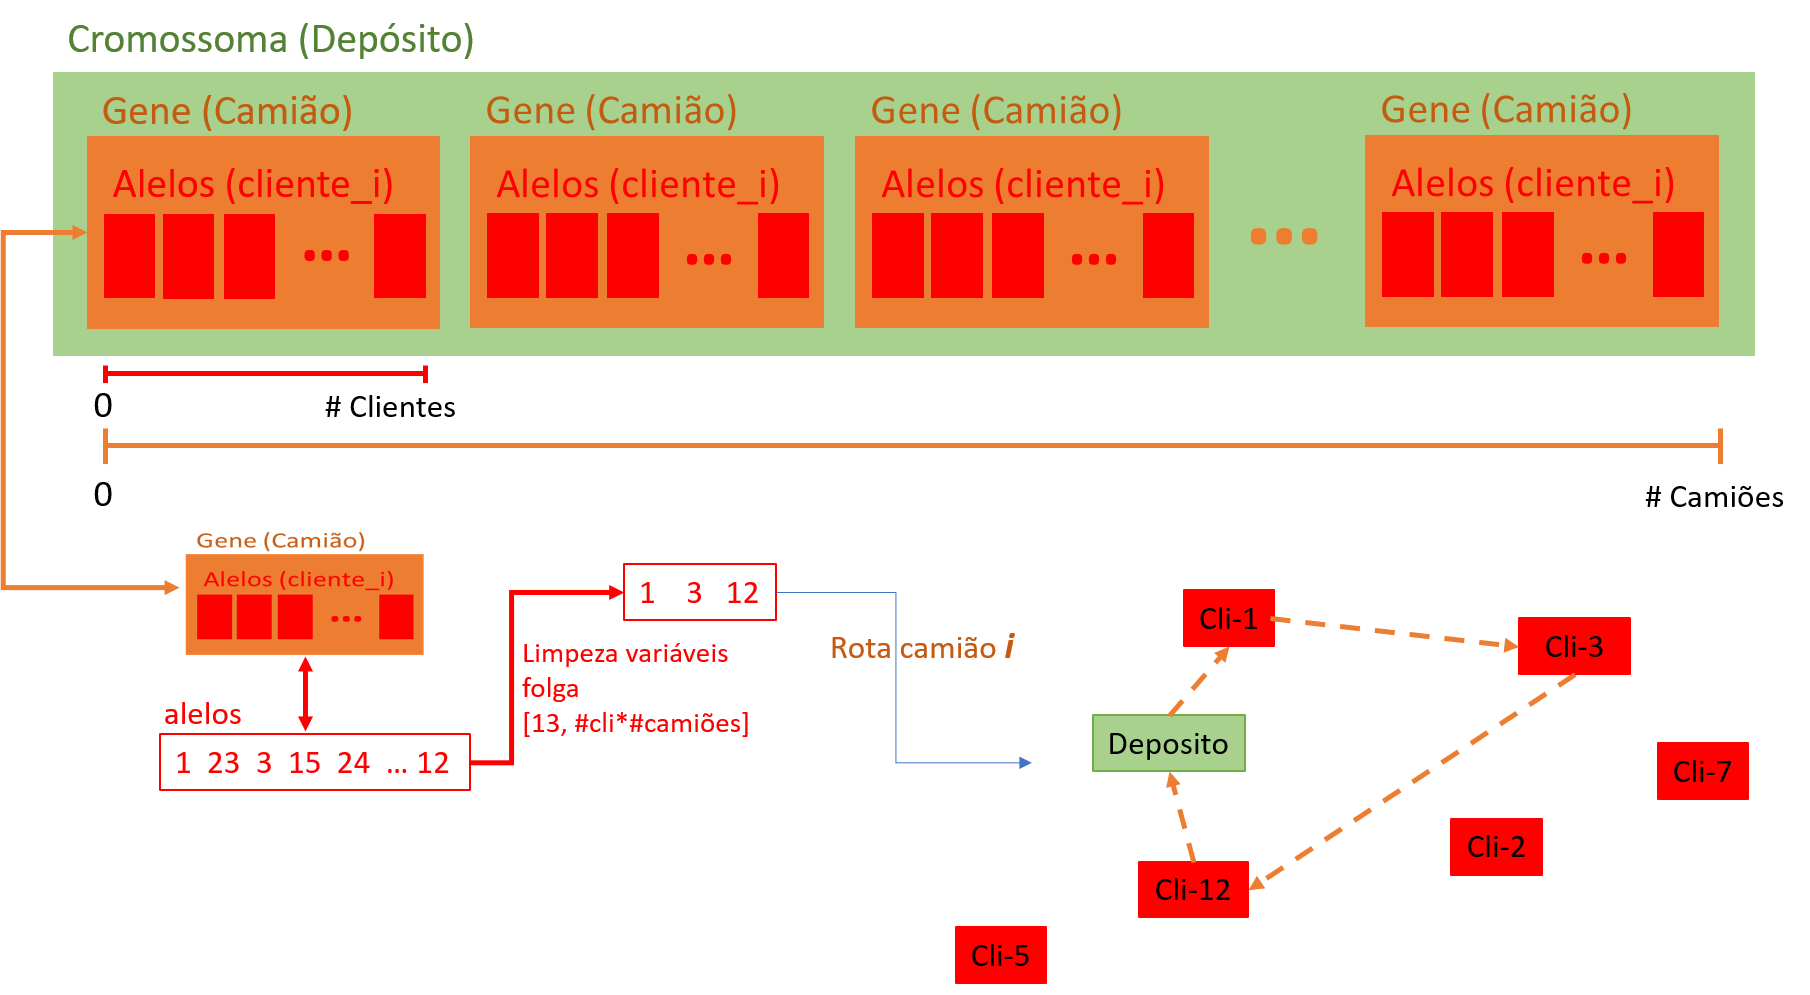 Cromossoma (Depósito)
Gene (Camião)
Gene (Camião)
Gene (Camião)
Gene (Camião)
Alelos (cliente_i)
Alelos (cliente_i)
Alelos (cliente_i)
Alelos (cliente_i)
...
...
...
...
...
0
# Clientes
0
# Camiões
Gene (Camião)
Alelos (cliente_i)
...
alelos
1 23 3 15 24 ... 12
1 3 12
Limpeza variáveis
folga
[13, #cli*#camiões]
Rota camião i
Cli-1
Cli-3
Deposito
Cli-7
Cli-2
Cli-12
Cli-5